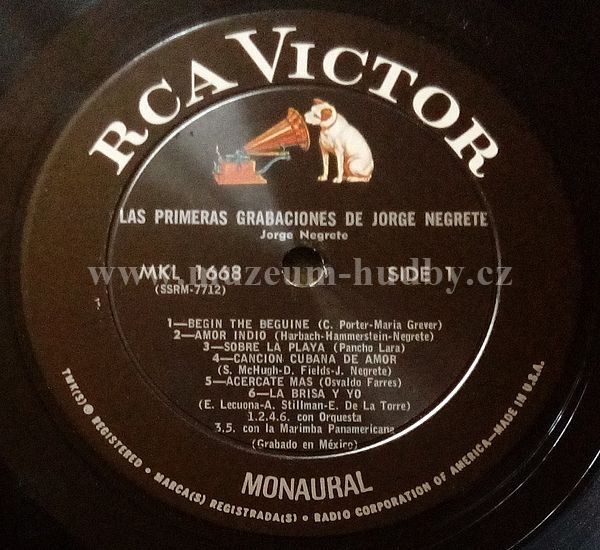 RCA VICTOR
LAS PRIMERAS GRABACIONES DE JORGE NEGRETE
Jorge Negrete
MKL 1668 SIDE 1
(SSRM-7712)
www.muzeum-hudby.cz
1—BEGIN THE BEGUINE (C. Porter-Maria Grever)
2—AMOR INDIO (Harbach-Hammerstein-Negrete)
3—SOBRE LA PLAYA (Pancho Lara)
4—CANCION CUBANA DE AMOR
(S. McHugh-D. Fields-J. Negrete)
5—ACERCATE MAS (Osvaldo Farres)
6—LA BRISA Y YO
(E. Lecuona-A. Stillman-E. De La Torre)
1.2.4.6. con Orquesta
3.5. con la Marimba Panamericana
(Grabado en México)
MONAURAL
TMK(S) ® REGISTERED • MARCA(S) REGISTRADA(S) • RADIO CORPORATION OF AMERICA—MADE IN U.S.A.